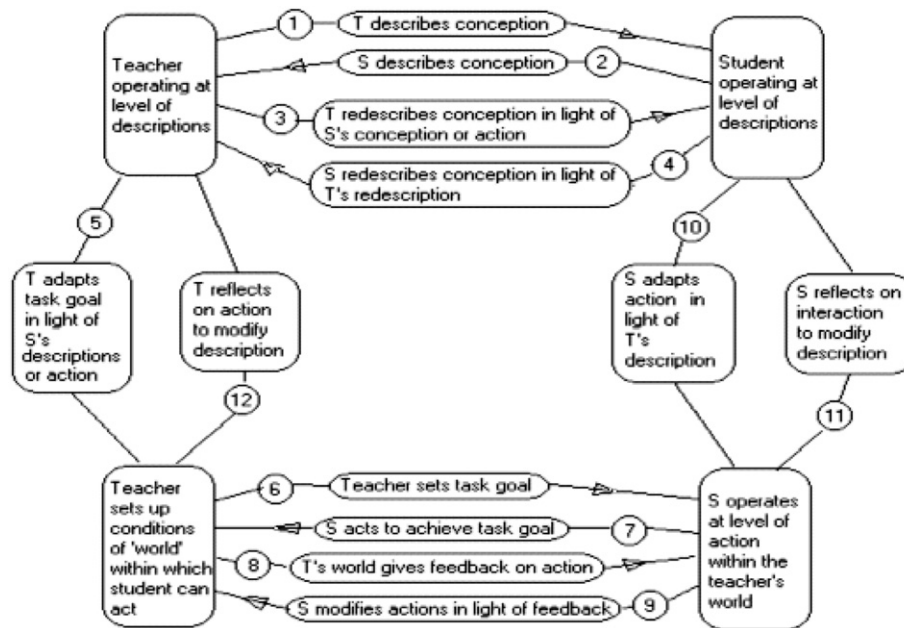 1
T describes conception
S describes conception
2
Teacher
operating at
level of
descriptions
Student
operating at
level of
descriptions
3
T redescribes conception in light of
S's conception or action
S redescribes conception in light of
T's redescription
4
5
10
T adapts
task goal
in light of
S's
descriptions
or action
T reflects
on action
to modify
description
S adapts
action in
light of
T's
description
S reflects on
interaction
to modify
description
12
11
Teacher
sets up
conditions
of 'world'
within which
student can
act
6
Teacher sets task goal
S acts to achieve task goal
7
8
T's world gives feedback on action
S modifies actions in light of feedback
9
S operates
at level of
action
within the
teacher's
world